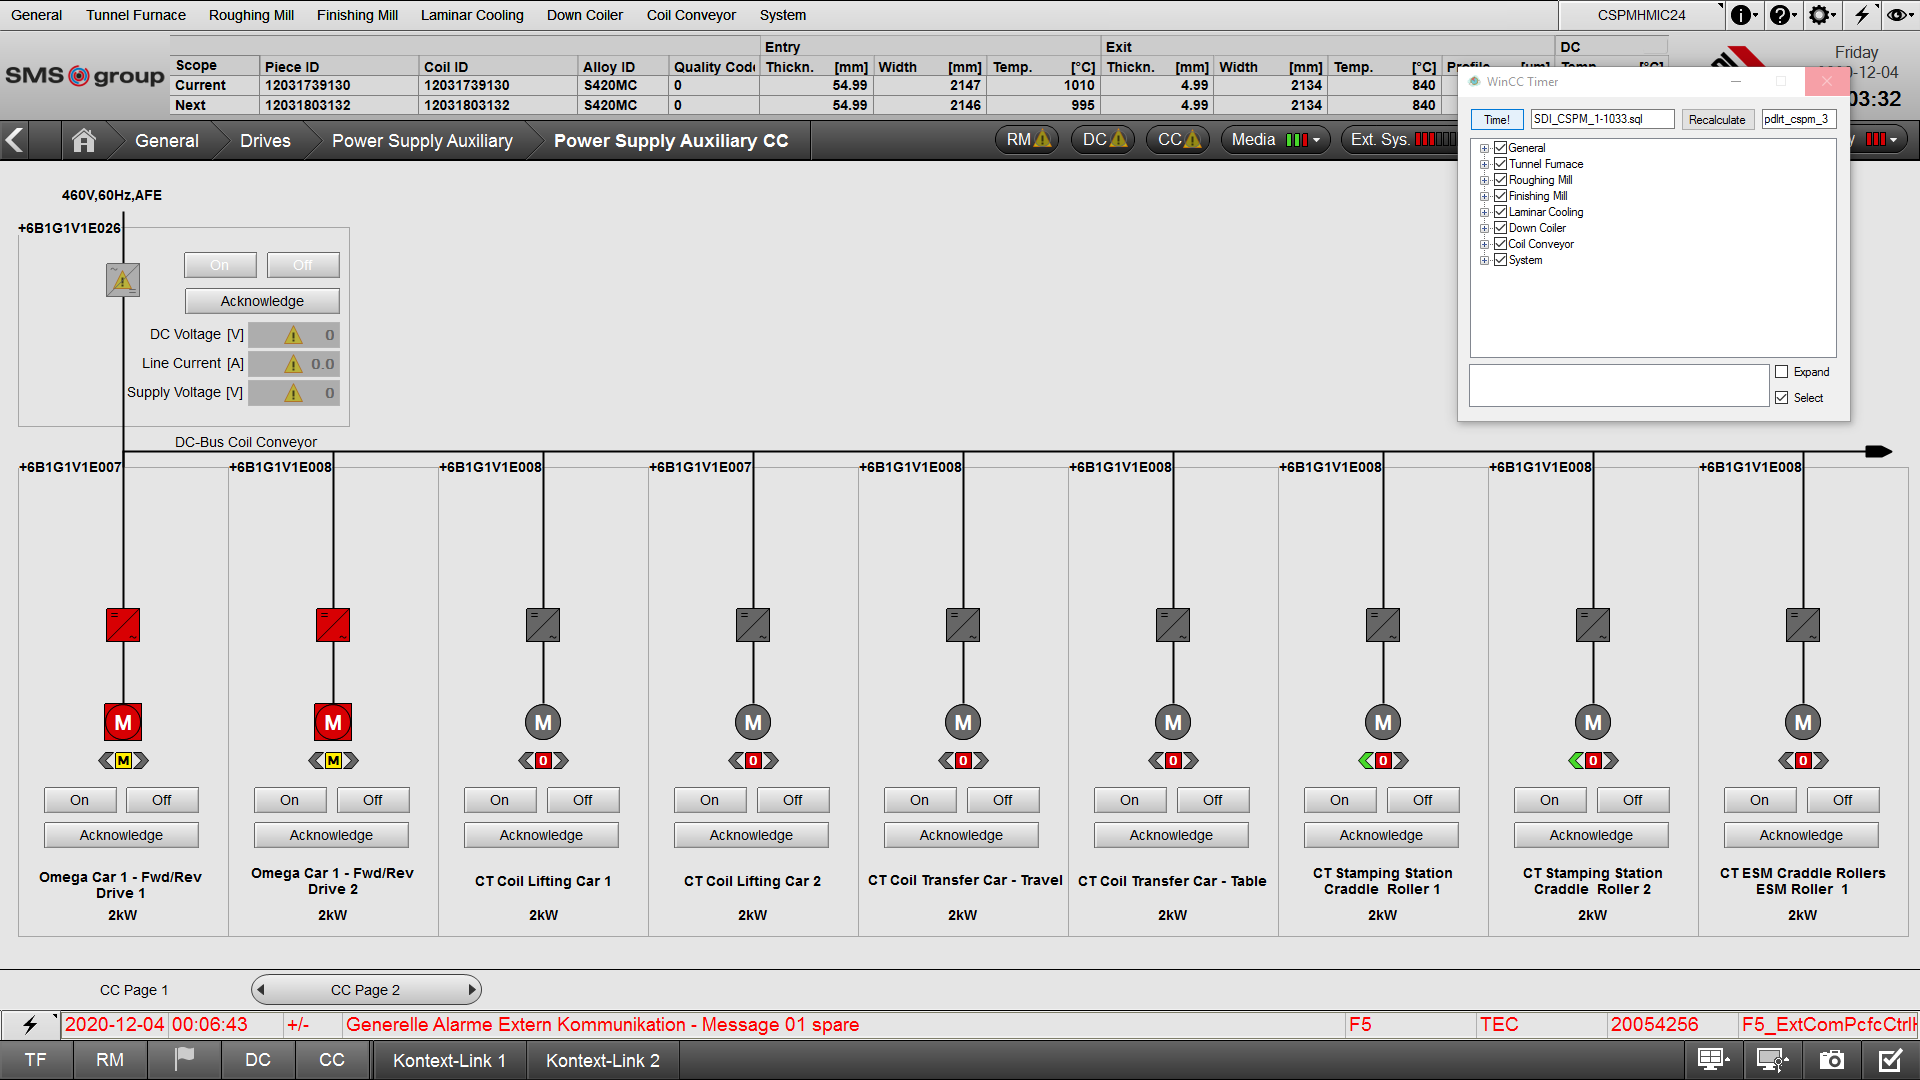 General Tunnel Furnace Roughing Mill Finishing Mill Laminar Cooling Down Coiler Coil Conveyor System CSPMHMIC24
SMS group
Entry Exit DC
Scope Piece ID Coil ID Alloy ID Quality Code Thickn. [mm] Width [mm] Temp. [°C] Thickn. [mm] Width [mm] Temp. [°C]
Current 12031739130 12031739130 S420MC 0 54.99 2147 1010 4.99 2134 840
Next 12031803132 12031803132 S420MC 0 54.99 2146 995 4.99 2134 840
Friday
-12-04
03:32
General Drives Power Supply Auxiliary Power Supply Auxiliary CC RM DC CC Media Ext. Sys.
WinCC Timer
Time! SDI_CSPM_1-1033.sql Recalculate pdlrt_cspm_3
General
Tunnel Furnace
Roughing Mill
Finishing Mill
Laminar Cooling
Down Coiler
Coil Conveyor
System
Expand
Select
460V,60Hz,AFE
+6B1G1V1E026
On Off
Acknowledge
DC Voltage [V] 0
Line Current [A] 0.0
Supply Voltage [V] 0
DC-Bus Coil Conveyor
+6B1G1V1E007 +6B1G1V1E008 +6B1G1V1E008 +6B1G1V1E007 +6B1G1V1E008 +6B1G1V1E008 +6B1G1V1E008 +6B1G1V1E008 +6B1G1V1E008
M M M M M M M M M
M M 0 0 0 0 0 0 0
On Off On Off On Off On Off On Off On Off On Off On Off On Off
Acknowledge Acknowledge Acknowledge Acknowledge Acknowledge Acknowledge Acknowledge Acknowledge Acknowledge
Omega Car 1 - Fwd/Rev
Drive 1
2kW
Omega Car 1 - Fwd/Rev
Drive 2
2kW
CT Coil Lifting Car 1
2kW
CT Coil Lifting Car 2
2kW
CT Coil Transfer Car - Travel
2kW
CT Coil Transfer Car - Table
2kW
CT Stamping Station
Craddle Roller 1
2kW
CT Stamping Station
Craddle Roller 2
2kW
CT ESM Craddle Rollers
ESM Roller 1
2kW
CC Page 1 CC Page 2
2020-12-04 00:06:43 +/- Generelle Alarme Extern Kommunikation - Message 01 spare F5 TEC 20054256 F5_ExtComPcfcCtrl
TF RM DC CC Kontext-Link 1 Kontext-Link 2